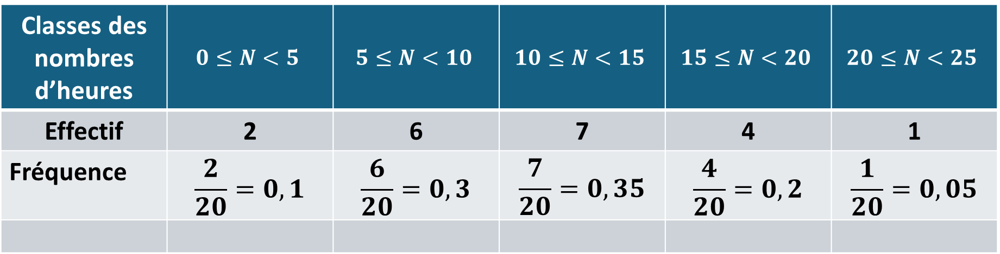 Classes des
nombres
d'heures
0 ≤ N < 5
5 ≤ N < 10
10 ≤ N < 15
15 ≤ N < 20
20 ≤ N < 25
Effectif 2 6 7 4 1
Fréquence
2/20 = 0,1
6/20 = 0,3
7/20 = 0,35
4/20 = 0,2
1/20 = 0,05